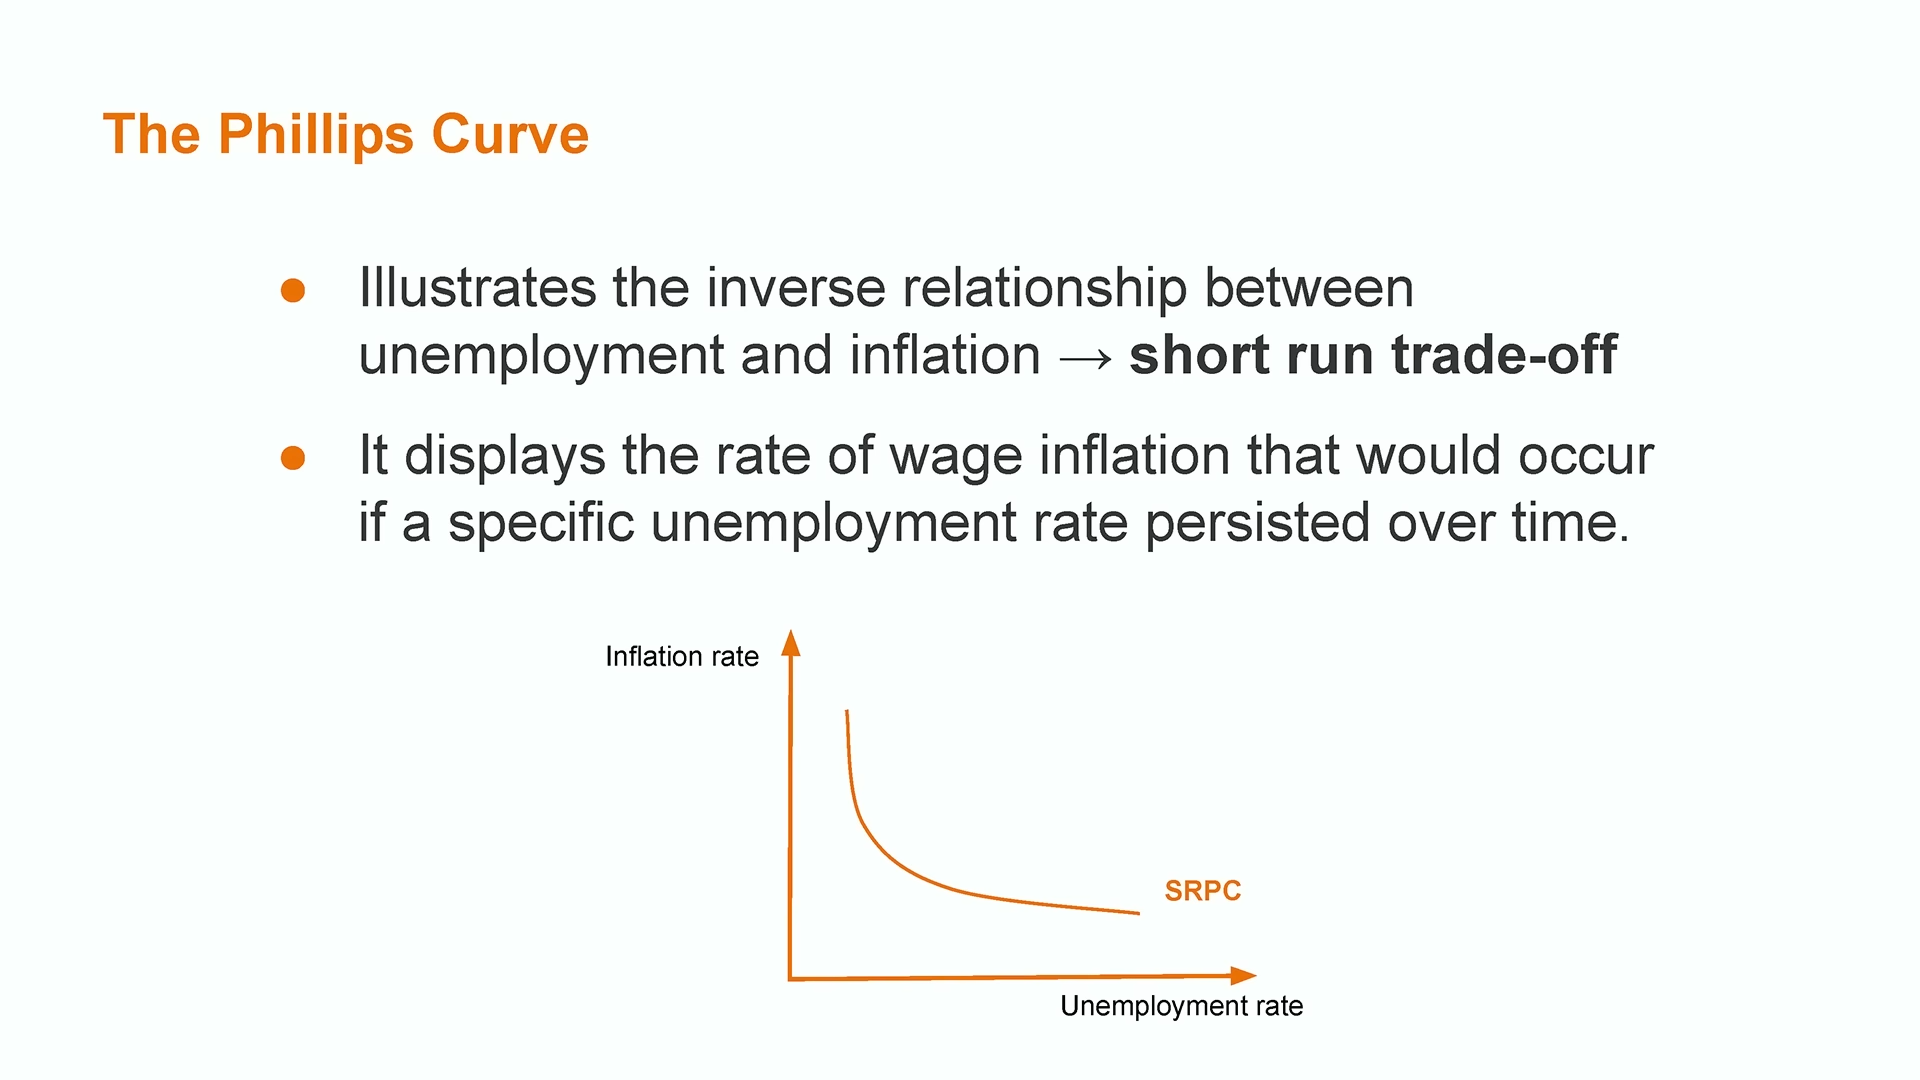 The Phillips Curve
● Illustrates the inverse relationship between
unemployment and inflation → short run trade-off
● It displays the rate of wage inflation that would occur
if a specific unemployment rate persisted over time.
Inflation rate
SRPC
Unemployment rate